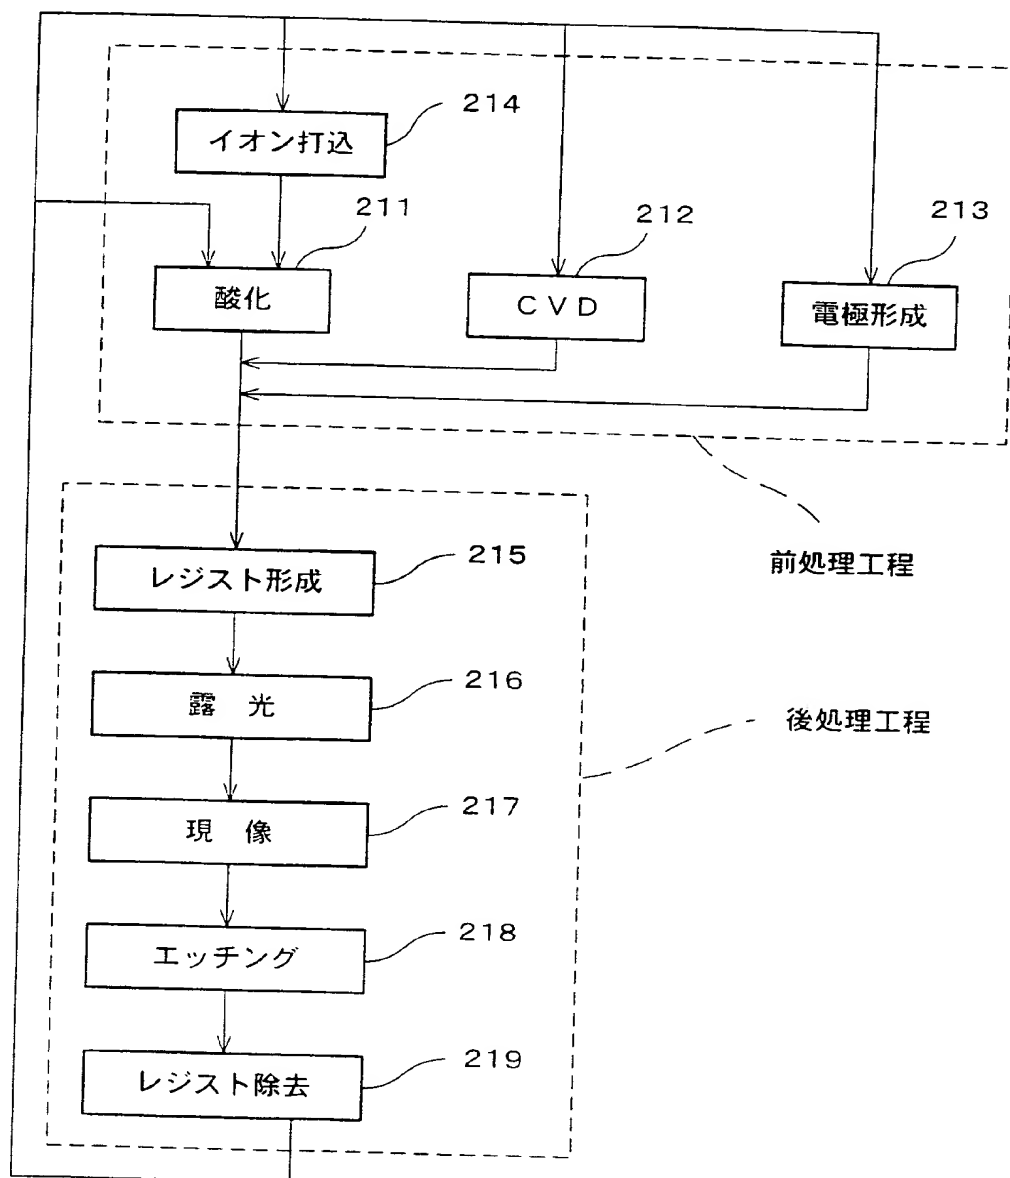 214
イオン打込
211
212
213
酸化
CVD
電極形成
215
レジスト形成
前処理工程
216
露 光
後処理工程
217
現 像
218
エッチング
219
レジスト除去